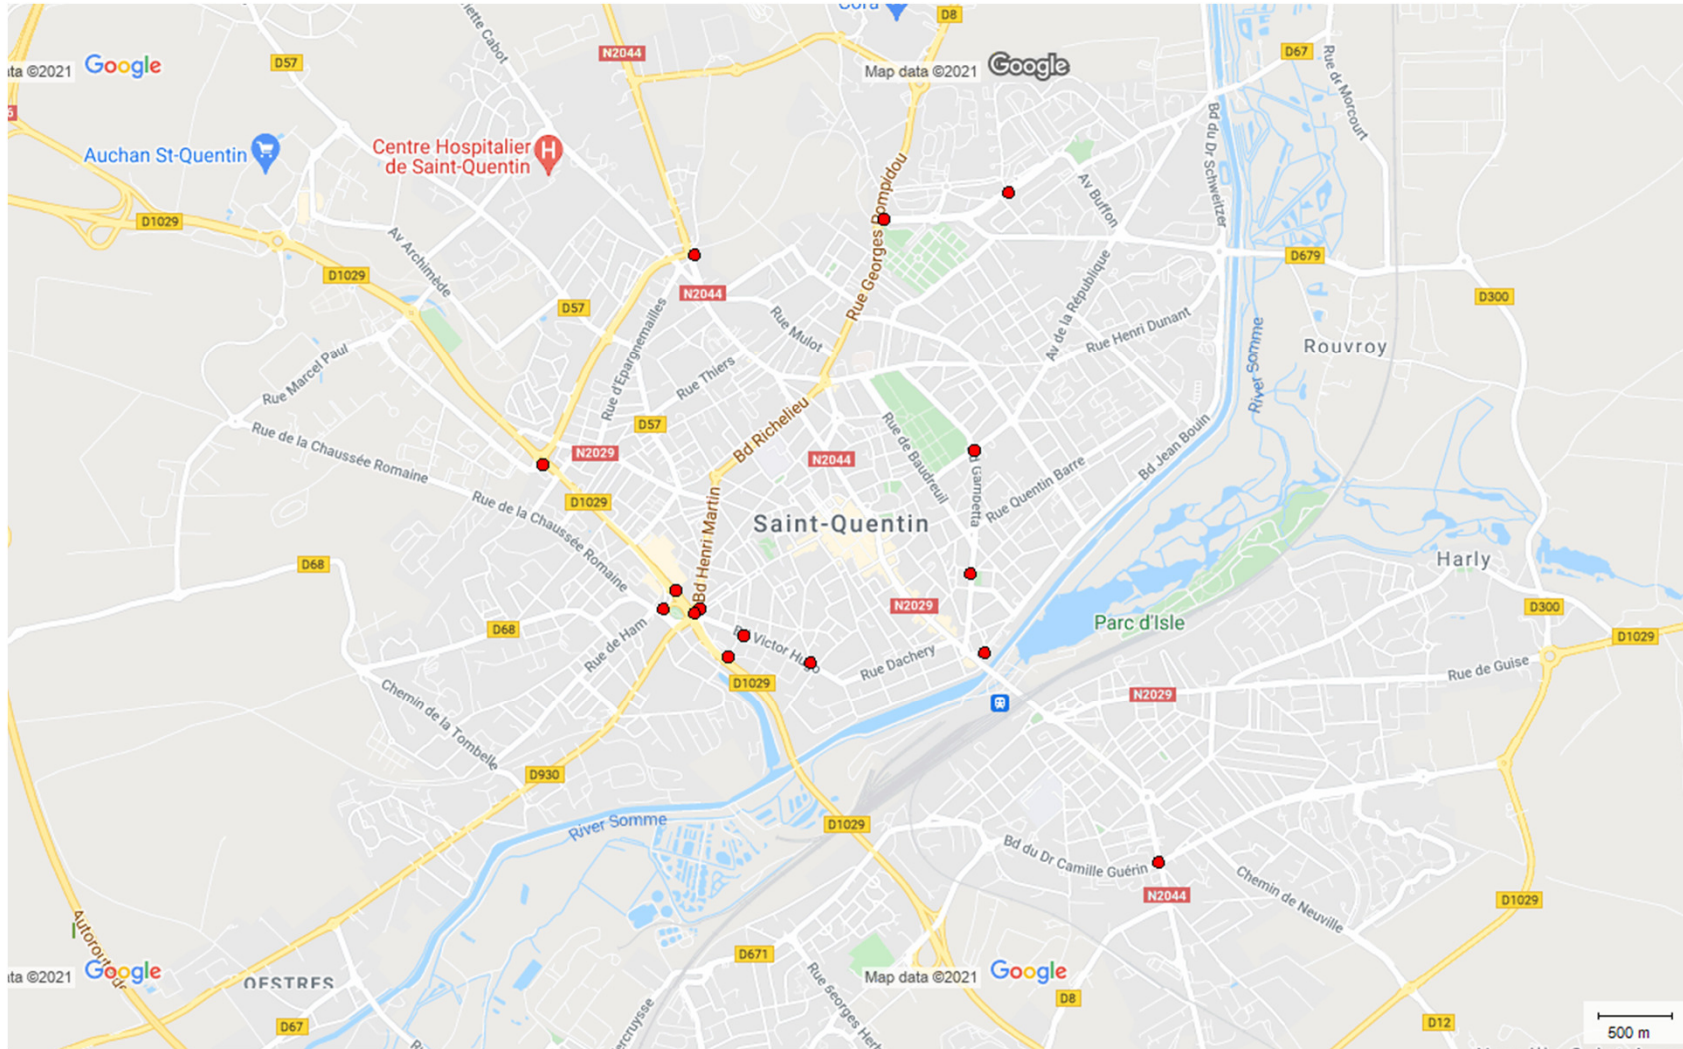 Cora
D8
N2044
D57
D67
Rue de Morcourt
ata ©2021 Google
Map data ©2021 Google
Auchan St-Quentin
Centre Hospitalier
de Saint-Quentin
Bd du Dr Schweitzer
Av Buffon
Rue Georges Pompidou
D1029
Av Archimède
D679
D1029
D300
N2044
D57
Rue Mulot
Av de la République
Rue Henri Dunant
River Somme
Rouvroy
Rue Marcel Paul
Rue d'Epargnemailles
Rue Thiers
Bd Richelieu
D57
N2029
N2044
Rue de la Chaussée Romaine
Rue de Baudreuil
Bd Gambetta
Rue Quentin Barre
Bd Jean Bouin
D1029
Rue de la Chaussée Romaine
Bd Henri Martin
Saint-Quentin
D68
Harly
N2029
D300
Parc d'Isle
D68
Rue de Ham
Bd Victor Hugo
Rue Dachery
D1029
Rue de Guise
D1029
N2029
Chemin de la Tombelle
D930
River Somme
D1029
Bd du Dr Camille Guérin
N2044
Chemin de Neuville
D1029
D671
Autoroute de
ata ©2021 Google
OESTRES
Map data ©2021 Google
D8
D67
D12
500 m